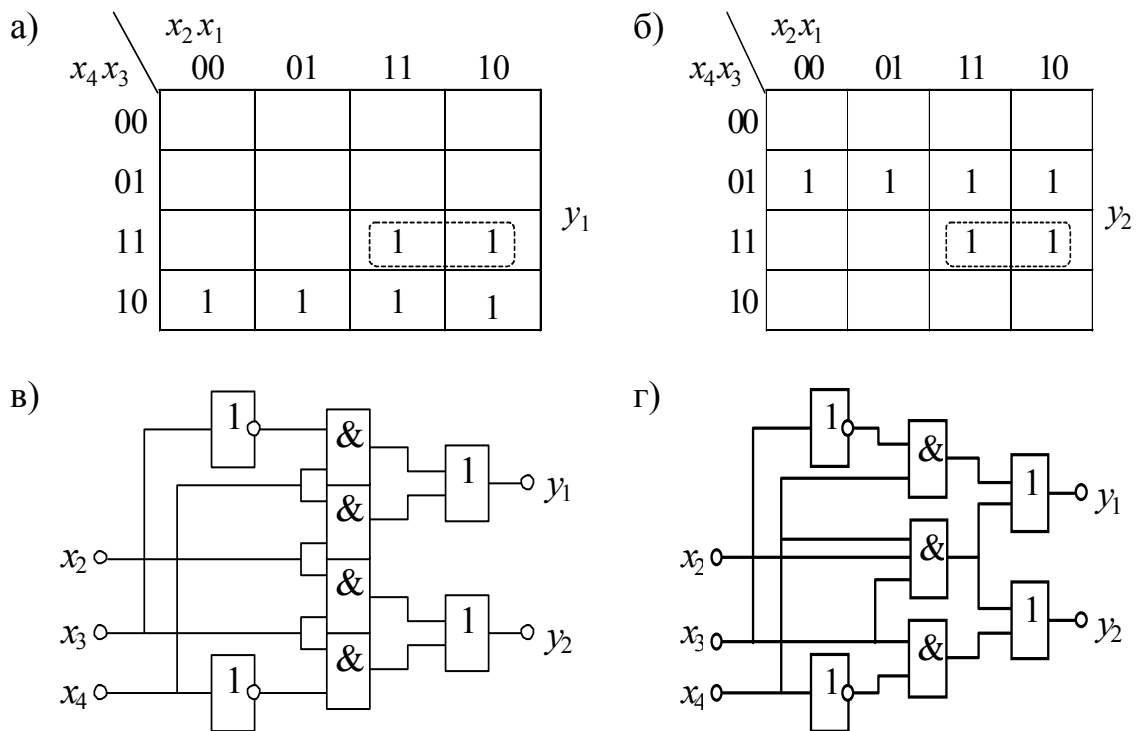 а)
x₂x₁
x₄x₃ 00 01 11 10
00
01
11 1 1
10 1 1 1 1
y₁
б)
x₂x₁
x₄x₃ 00 01 11 10
00
01 1 1 1 1
11 1 1
10
y₂
в)
1
&
1
y₁
&
x₂
&
1
x₃
y₂
&
x₄
1
г)
1
&
1
y₁
x₂
&
1
x₃
y₂
&
x₄
1